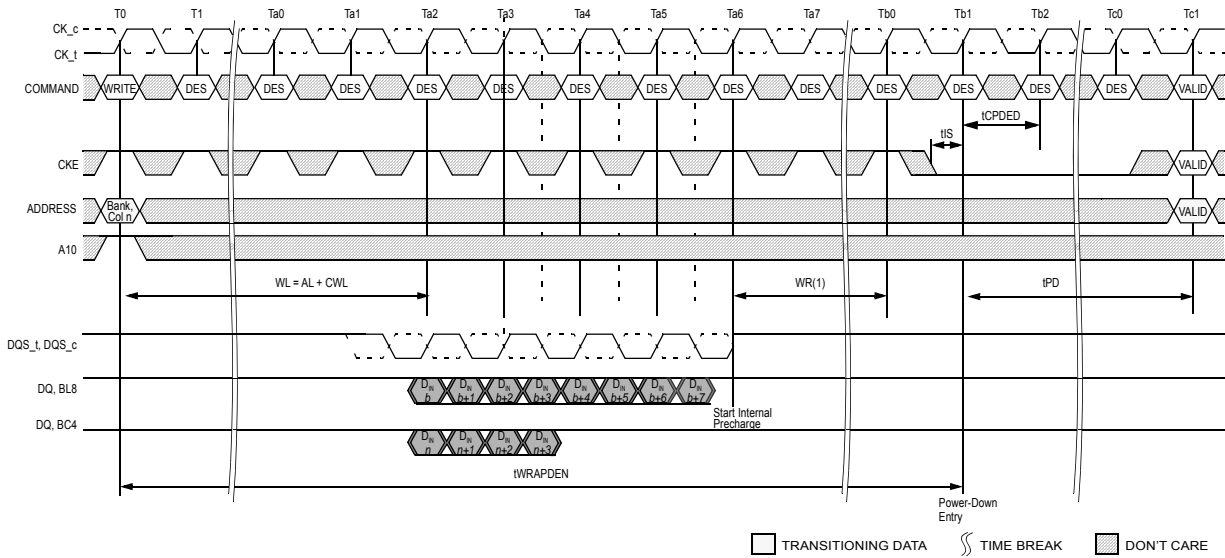 T0 T1 Ta0 Ta1 Ta2 Ta3 Ta4 Ta5 Ta6 Ta7 Tb0 Tb1 Tb2 Tc0 Tc1
CK_c
CK_t
COMMAND WRITE DES DES DES DES DES DES DES DES DES DES DES DES DES VALID
tCPDED
tIS
CKE VALID
ADDRESS Bank, Col n VALID
A10
WL = AL + CWL WR(1) tPD
DQS_t, DQS_c
DQ, BL8 DIN b DIN b+1 DIN b+2 DIN b+3 DIN b+4 DIN b+5 DIN b+6 DIN b+7
Start Internal
Precharge
DQ, BC4 DIN n DIN n+1 DIN n+2 DIN n+3
tWRAPDEN
Power-Down
Entry
TRANSITIONING DATA TIME BREAK DON'T CARE